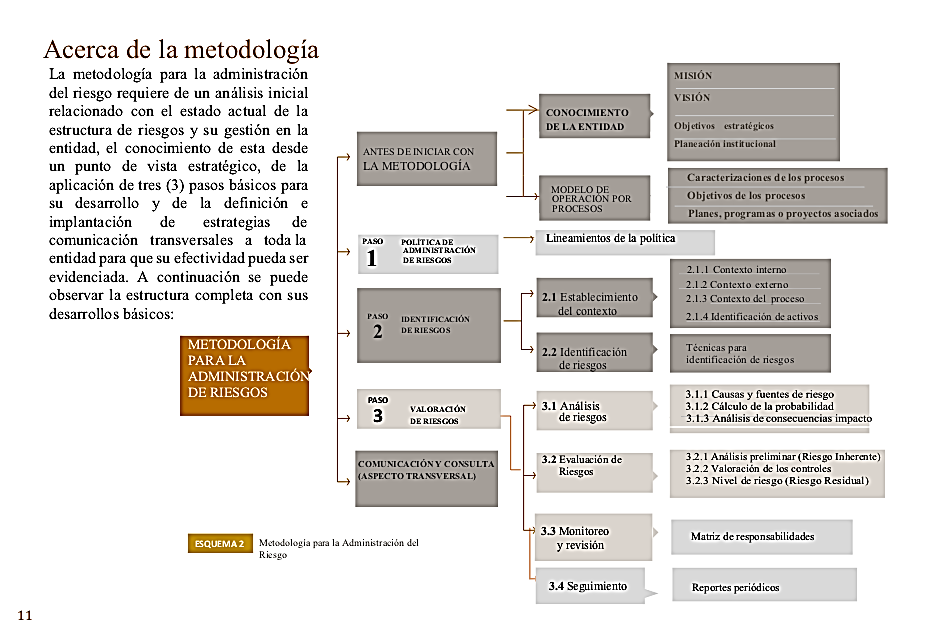 Acerca de la metodología
La metodología para la administración
del riesgo requiere de un análisis inicial
relacionado con el estado actual de la
estructura de riesgos y su gestión en la
entidad, el conocimiento de esta desde
un punto de vista estratégico, de la
aplicación de tres (3) pasos básicos para
su desarrollo y de la definición e
implantación de estrategias de
comunicación transversales a toda la
entidad para que su efectividad pueda ser
evidenciada. A continuación se puede
observar la estructura completa con sus
desarrollos básicos:
METODOLOGÍA
PARA LA
ADMINISTRACIÓN
DE RIESGOS
ANTES DE INICIAR CON
LA METODOLOGÍA
CONOCIMIENTO
DE LA ENTIDAD
MISIÓN
VISIÓN
Objetivos estratégicos
Planeación institucional
MODELO DE
OPERACIÓN POR
PROCESOS
Caracterizaciones de los procesos
Objetivos de los procesos
Planes, programas o proyectos asociados
PASO
1
POLÍTICA DE
ADMINISTRACIÓN
DE RIESGOS
Lineamientos de la política
PASO
2
IDENTIFICACIÓN
DE RIESGOS
2.1 Establecimiento
del contexto
2.1.1 Contexto interno
2.1.2 Contexto externo
2.1.3 Contexto del proceso
2.1.4 Identificación de activos
2.2 Identificación
de riesgos
Técnicas para
identificación de riesgos
PASO
3
VALORACIÓN
DE RIESGOS
3.1 Análisis
de riesgos
3.1.1 Causas y fuentes de riesgo
3.1.2 Cálculo de la probabilidad
3.1.3 Análisis de consecuencias impacto
3.2 Evaluación de
Riesgos
3.2.1 Análisis preliminar (Riesgo Inherente)
3.2.2 Valoración de los controles
3.2.3 Nivel de riesgo (Riesgo Residual)
3.3 Monitoreo
y revisión
Matriz de responsabilidades
3.4 Seguimiento
Reportes periódicos
COMUNICACIÓN Y CONSULTA
(ASPECTO TRANSVERSAL)
ESQUEMA 2
Metodología para la Administración del
Riesgo
11